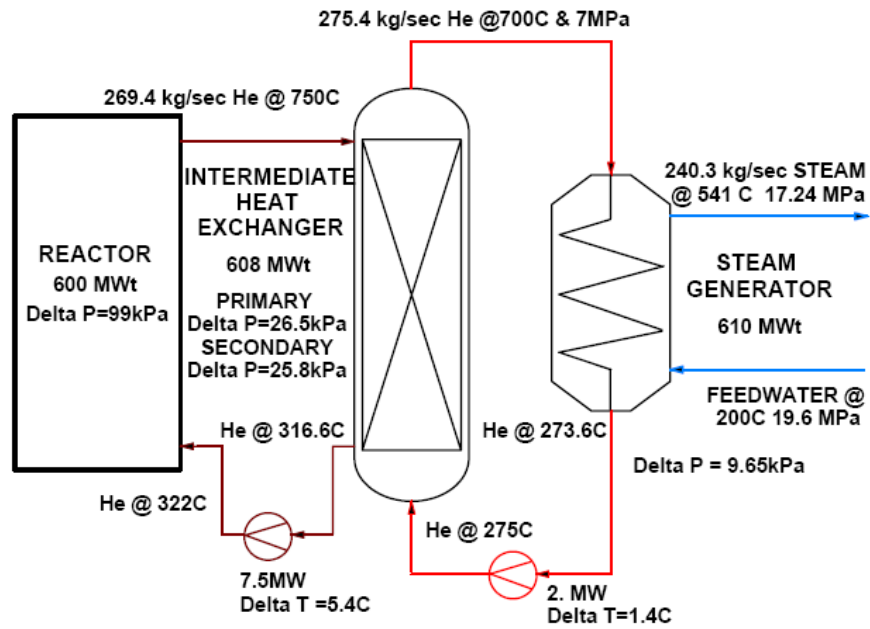 275.4 kg/sec He @700C & 7MPa
269.4 kg/sec He @ 750C
REACTOR
600 MWt
Delta P=99kPa
INTERMEDIATE
HEAT
EXCHANGER
608 MWt
PRIMARY
Delta P=26.5kPa
SECONDARY
Delta P=25.8kPa
240.3 kg/sec STEAM
@ 541 C 17.24 MPa
STEAM
GENERATOR
610 MWt
FEEDWATER @
200C 19.6 MPa
He @ 316.6C
He @ 273.6C
Delta P = 9.65kPa
He @ 322C
He @ 275C
7.5MW
Delta T =5.4C
2. MW
Delta T=1.4C